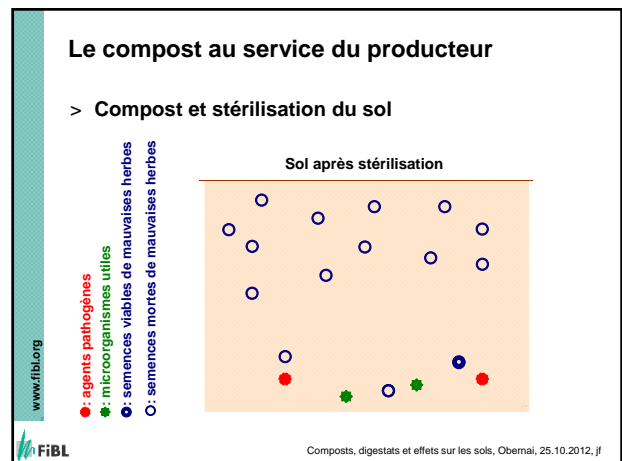 Le compost au service du producteur
> Compost et stérilisation du sol
: agents pathogènes
: microorganismes utiles
: semences viables de mauvaises herbes
: semences mortes de mauvaises herbes
Sol après stérilisation
www.fibl.org
FiBL
Composts, digestats et effets sur les sols, Obernai, 25.10.2012, jf